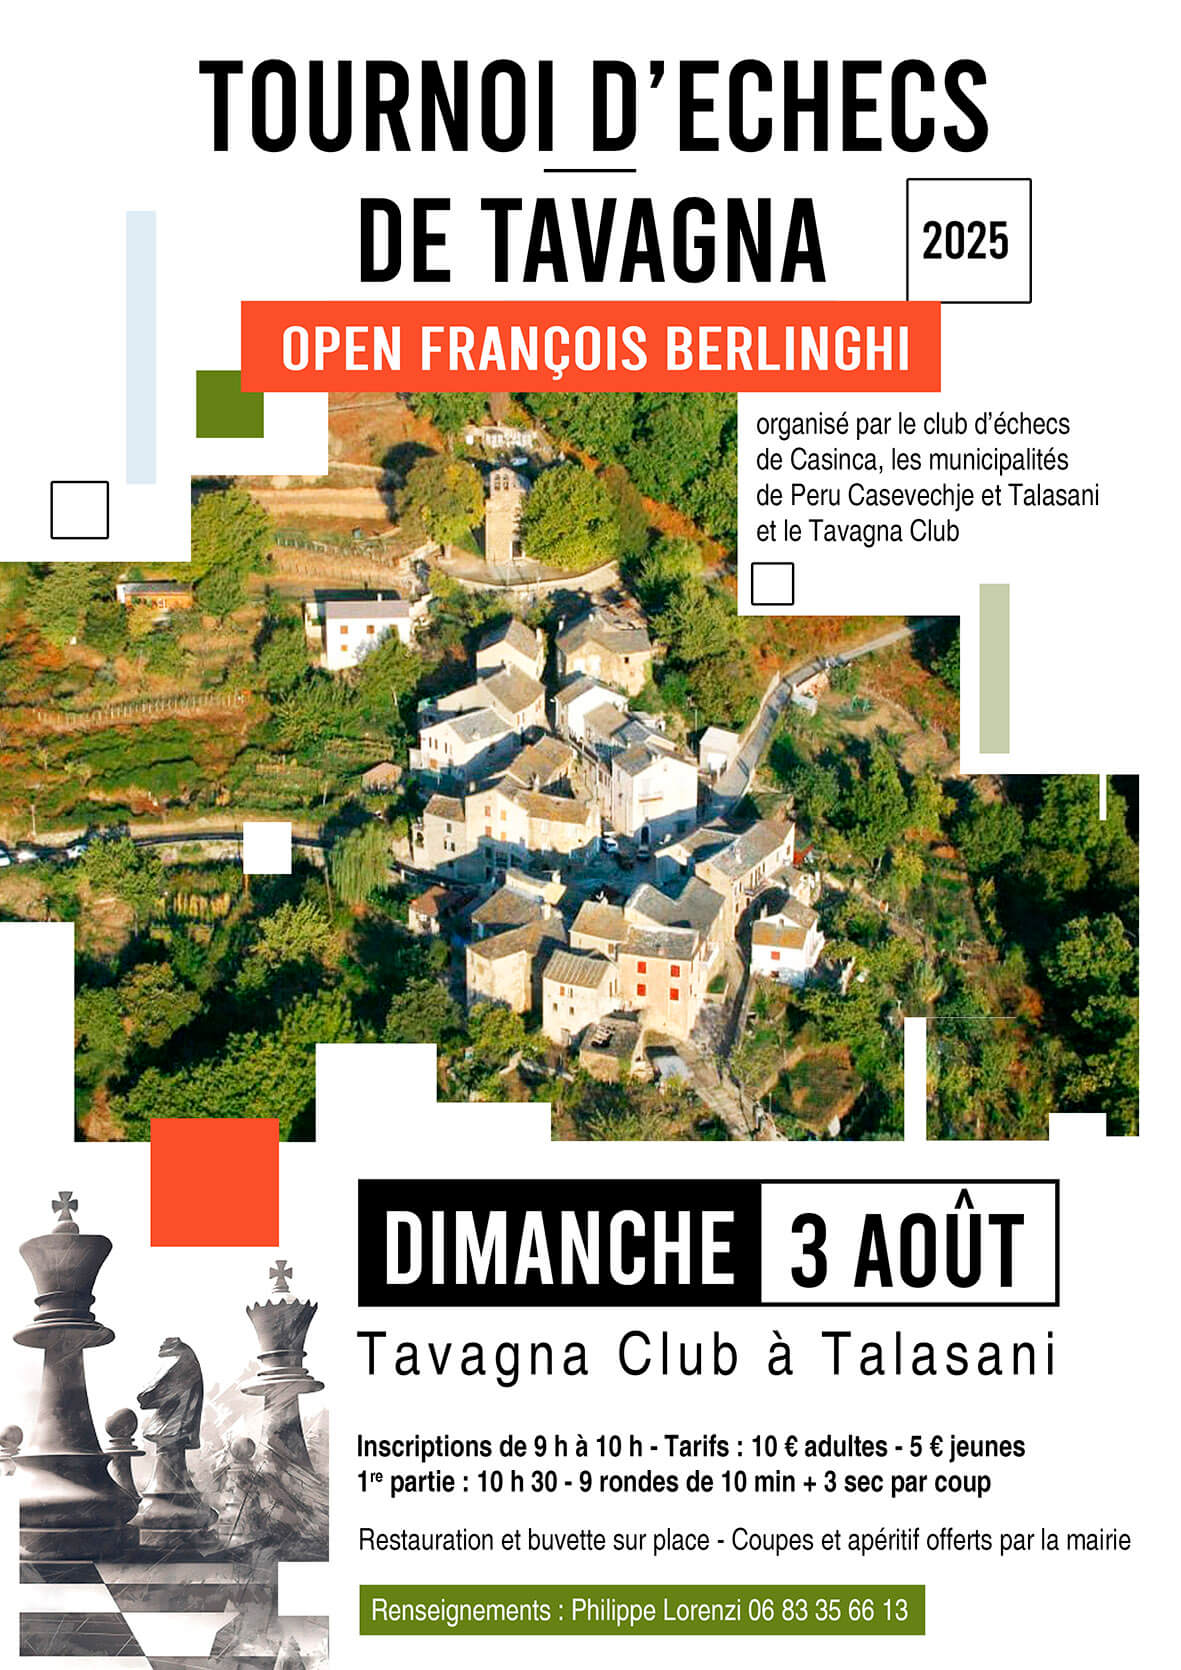 TOURNOI D'ECHECS
DE TAVAGNA
2025
OPEN FRANÇOIS BERLINGHI
organisé par le club d'échecs
de Casinca, les municipalités
de Peru Casevechje et Talasani
et le Tavagna Club
DIMANCHE 3 AOÛT
Tavagna Club à Talasani
Inscriptions de 9 h à 10 h - Tarifs : 10 € adultes - 5 € jeunes
1re partie : 10 h 30 - 9 rondes de 10 min + 3 sec par coup
Restauration et buvette sur place - Coupes et apéritif offerts par la mairie
Renseignements : Philippe Lorenzi 06 83 35 66 13